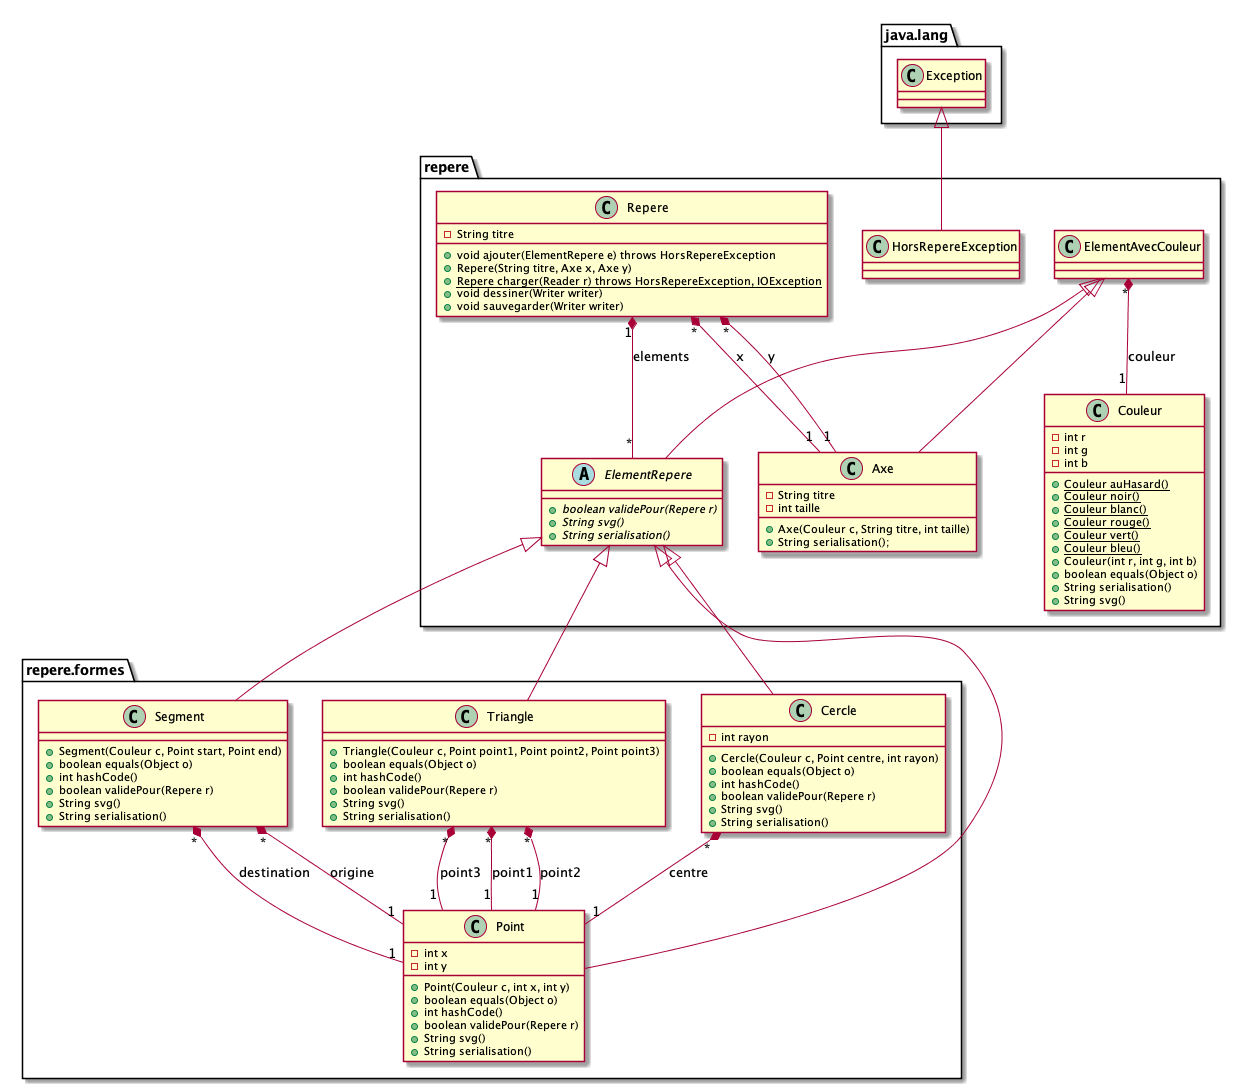 java.lang
C Exception
repere
C Repere
String titre
void ajouter(ElementRepere e) throws HorsRepereException
Repere(String titre, Axe x, Axe y)
Repere charger(Reader r) throws HorsRepereException, IOException
void dessiner(Writer writer)
void sauvegarder(Writer writer)
C HorsRepereException
C ElementAvecCouleur
1
*
*
*
elements
x
y
couleur
*
1
1
1
C Couleur
int r
int g
int b
Couleur auHasard()
Couleur noir()
Couleur blanc()
Couleur rouge()
Couleur vert()
Couleur bleu()
Couleur(int r, int g, int b)
boolean equals(Object o)
String serialisation()
String svg()
A ElementRepere
boolean validePour(Repere r)
String svg()
String serialisation()
C Axe
String titre
int taille
Axe(Couleur c, String titre, int taille)
String serialisation();
repere.formes
C Segment
Segment(Couleur c, Point start, Point end)
boolean equals(Object o)
int hashCode()
boolean validePour(Repere r)
String svg()
String serialisation()
C Triangle
Triangle(Couleur c, Point point1, Point point2, Point point3)
boolean equals(Object o)
int hashCode()
boolean validePour(Repere r)
String svg()
String serialisation()
C Cercle
int rayon
Cercle(Couleur c, Point centre, int rayon)
boolean equals(Object o)
int hashCode()
boolean validePour(Repere r)
String svg()
String serialisation()
*
*
*
*
*
*
destination
origine
point3
point1
point2
centre
1
1
1
1
1
1
C Point
int x
int y
Point(Couleur c, int x, int y)
boolean equals(Object o)
int hashCode()
boolean validePour(Repere r)
String svg()
String serialisation()